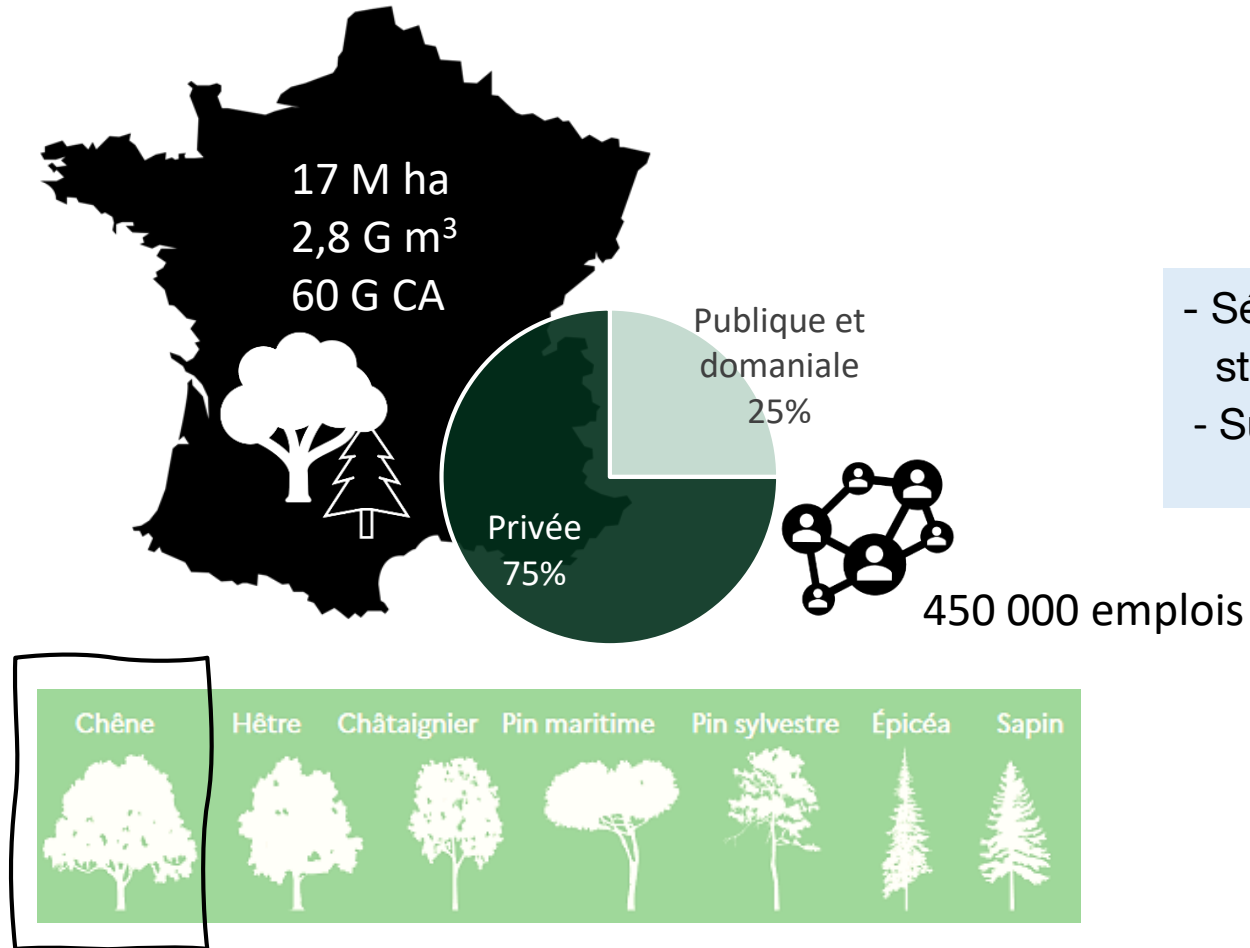 17 M ha
2,8 G m³
60 G CA
Publique et
domaniale
25%
Privée
75%
450 000 emplois
Chêne Hêtre Châtaignier Pin maritime Pin sylvestre Épicéa Sapin